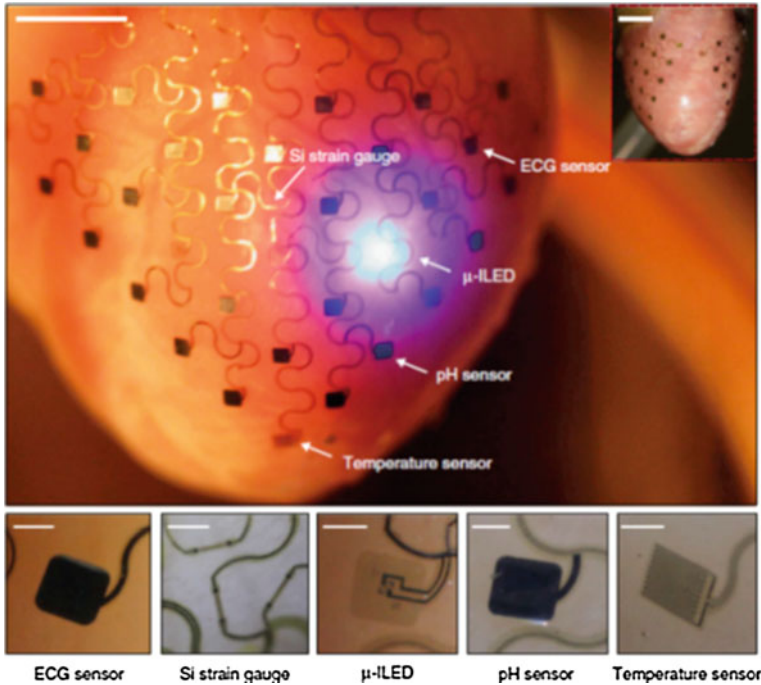 Si strain gauge
ECG sensor
μ-ILED
pH sensor
Temperature sensor
ECG sensor
Si strain gauge
μ-ILED
pH sensor
Temperature sensor